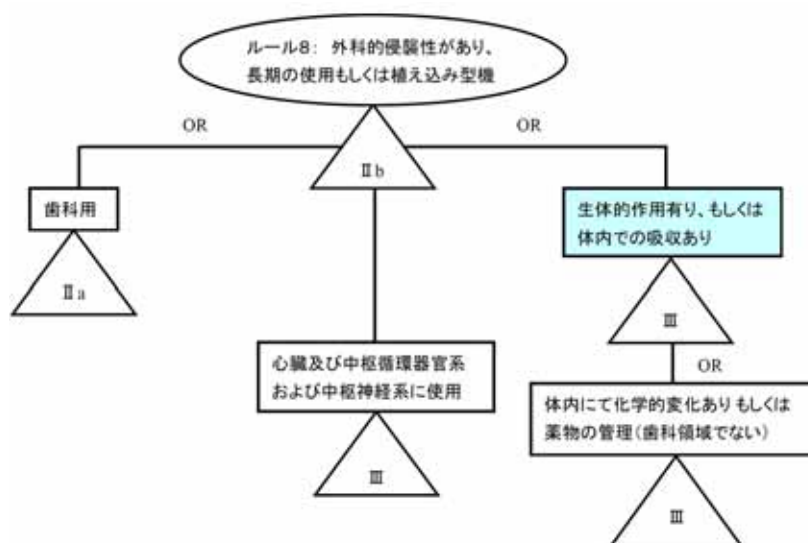 ルール8: 外科的侵襲性があり、
長期の使用もしくは植え込み型機
OR
OR
Ⅱb
歯科用
Ⅱa
生体的作用有り、もしくは
体内での吸収あり
Ⅲ
OR
心臓及び中枢循環器官系
および中枢神経系に使用
Ⅲ
体内にて化学的変化ありもしくは
薬物の管理(歯科領域でない)
Ⅲ